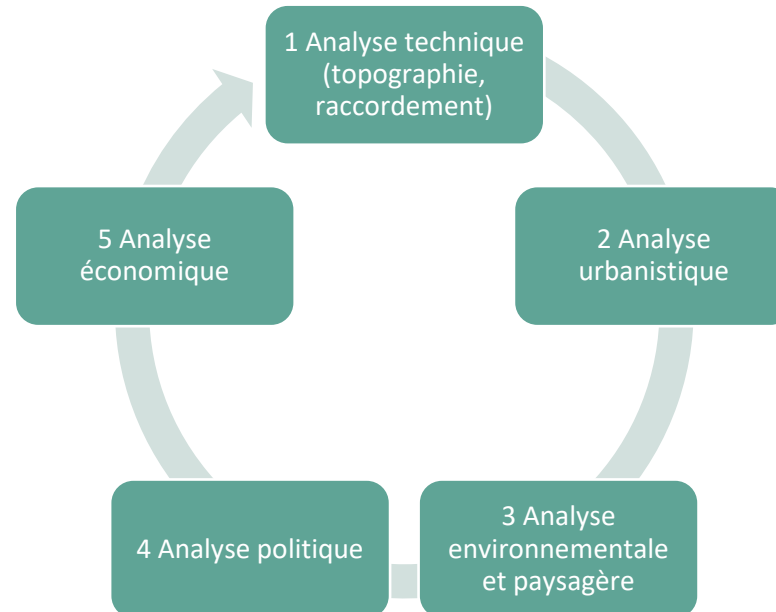 1 Analyse technique
(topographie,
raccordement)
2 Analyse
urbanistique
3 Analyse
environnementale
et paysagère
4 Analyse politique
5 Analyse
économique